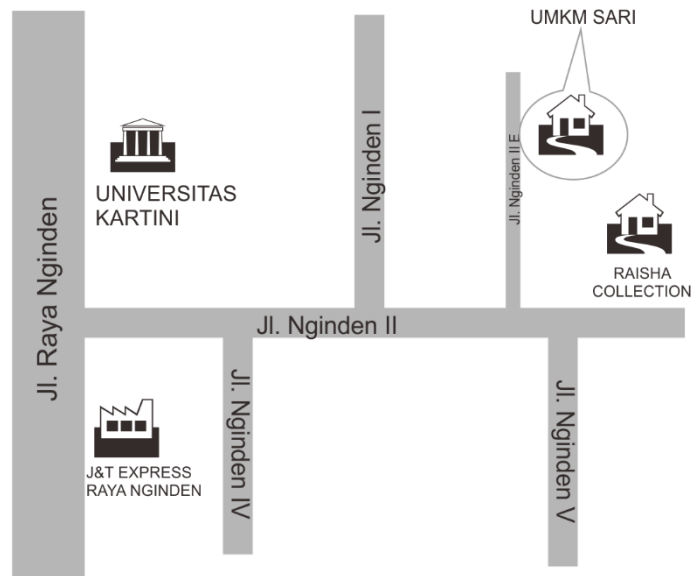 UMKM SARI
Jl. Raya Nginden
UNIVERSITAS
KARTINI
Jl. Nginden I
Jl. Nginden II E
RAISHA
COLLECTION
Jl. Nginden II
J&T EXPRESS
RAYA NGINDEN
Jl. Nginden IV
Jl. Nginden V